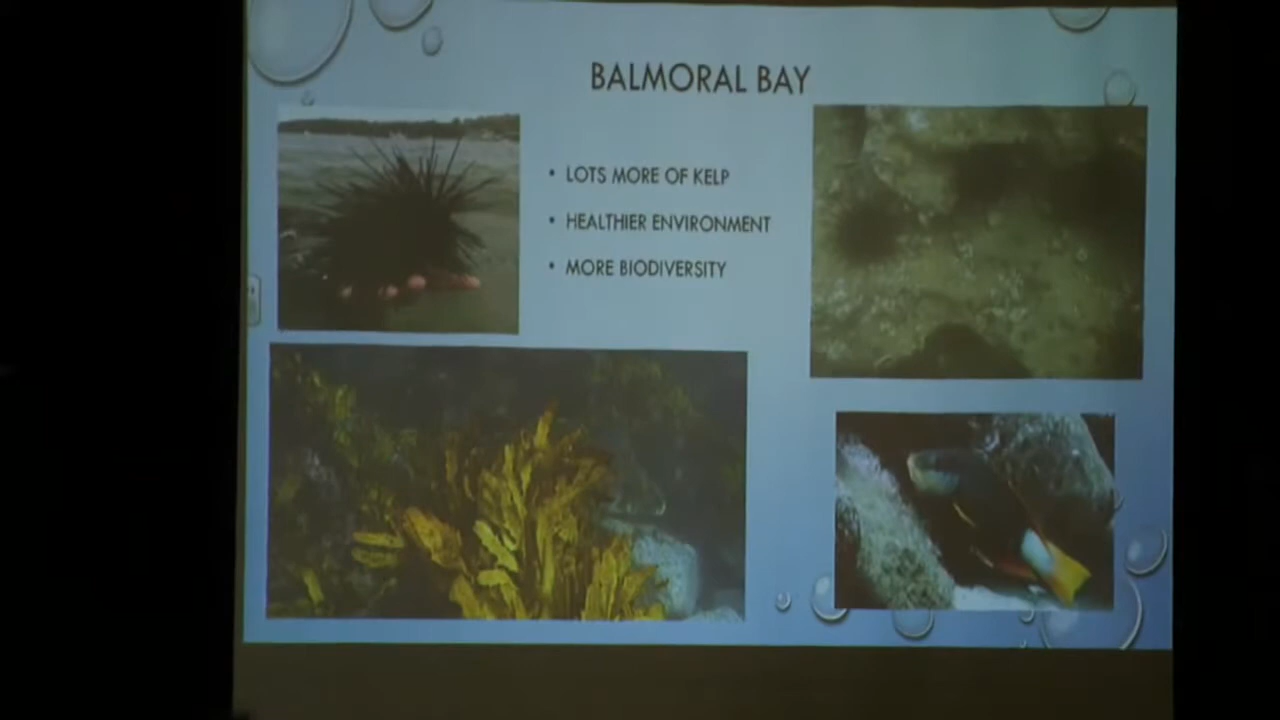 BALMORAL BAY
• LOTS MORE OF KELP
• HEALTHIER ENVIRONMENT
• MORE BIODIVERSITY